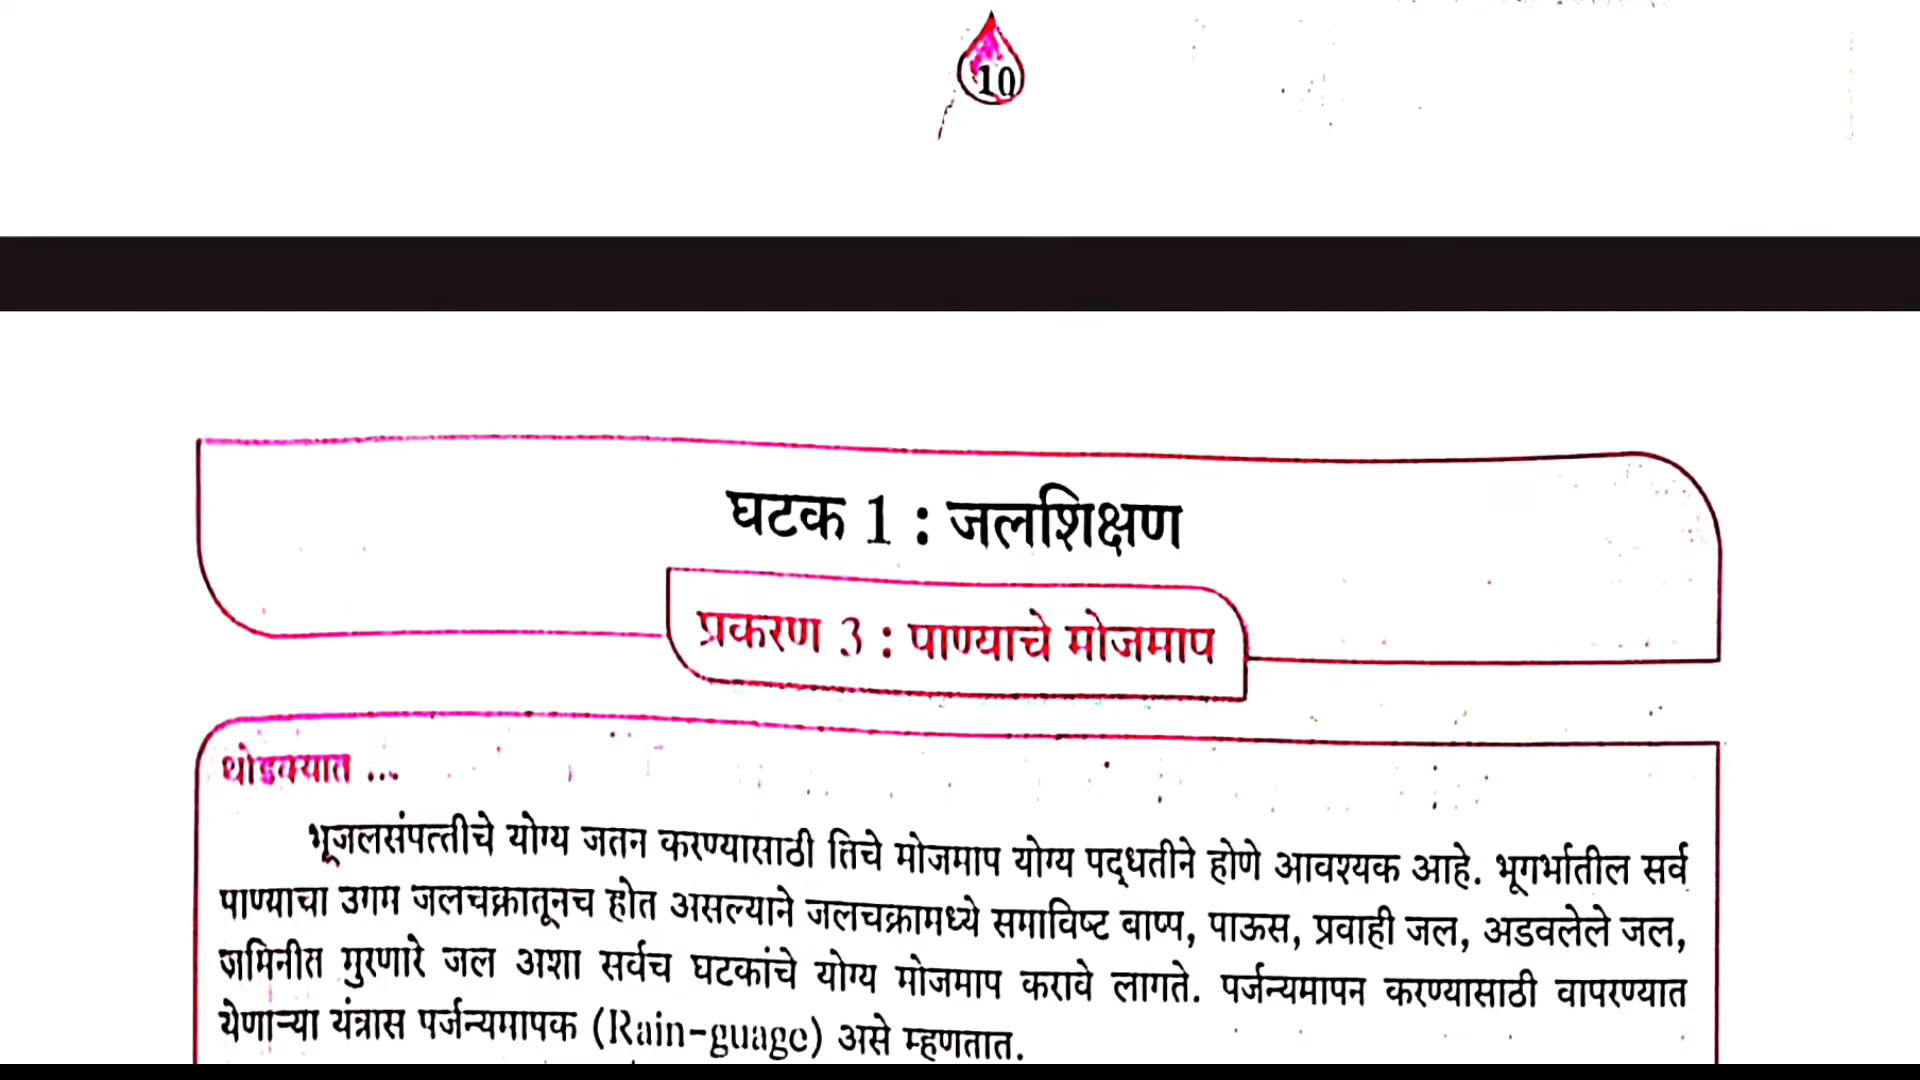 10
घटक 1 : जलशिक्षण
प्रकरण 3 : पाण्याचे मोजमाप
थोडक्यात ...
भूजलसंपत्तीचे योग्य जतन करण्यासाठी तिचे मोजमाप योग्य पद्धतीने होणे आवश्यक आहे. भूगर्भातील सर्व
पाण्याचा उगम जलचक्रातूनच होत असल्याने जलचक्रामध्ये समाविष्ट बाष्प, पाऊस, प्रवाही जल, अडवलेले जल,
जमिनीत मुरणारे जल अशा सर्वच घटकांचे योग्य मोजमाप करावे लागते. पर्जन्यमापन करण्यासाठी वापरण्यात
येणाऱ्या यंत्रास पर्जन्यमापक (Rain-guage) असे म्हणतात.